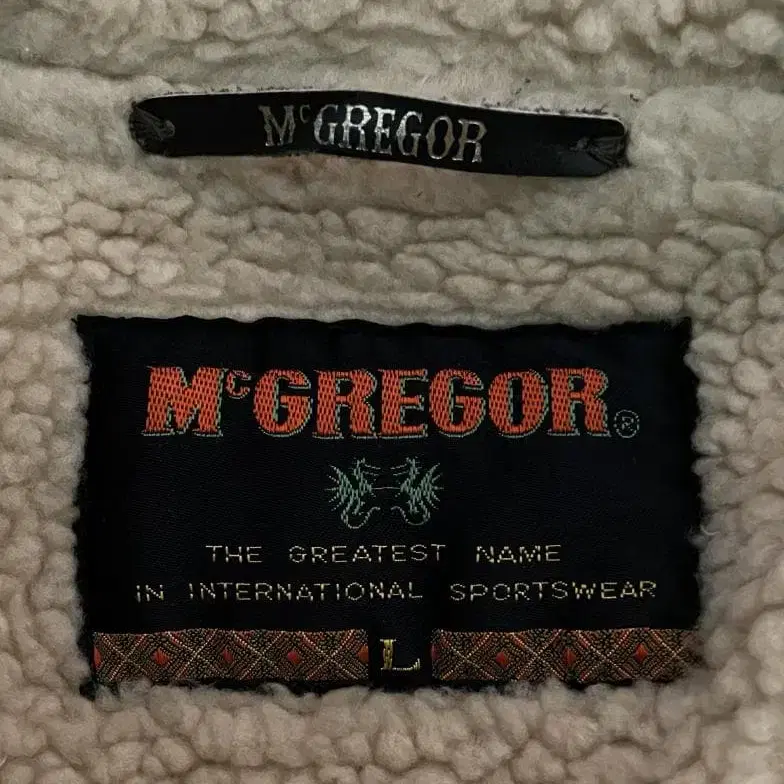 McGREGOR
McGREGOR®
THE GREATEST NAME
IN INTERNATIONAL SPORTSWEAR
L